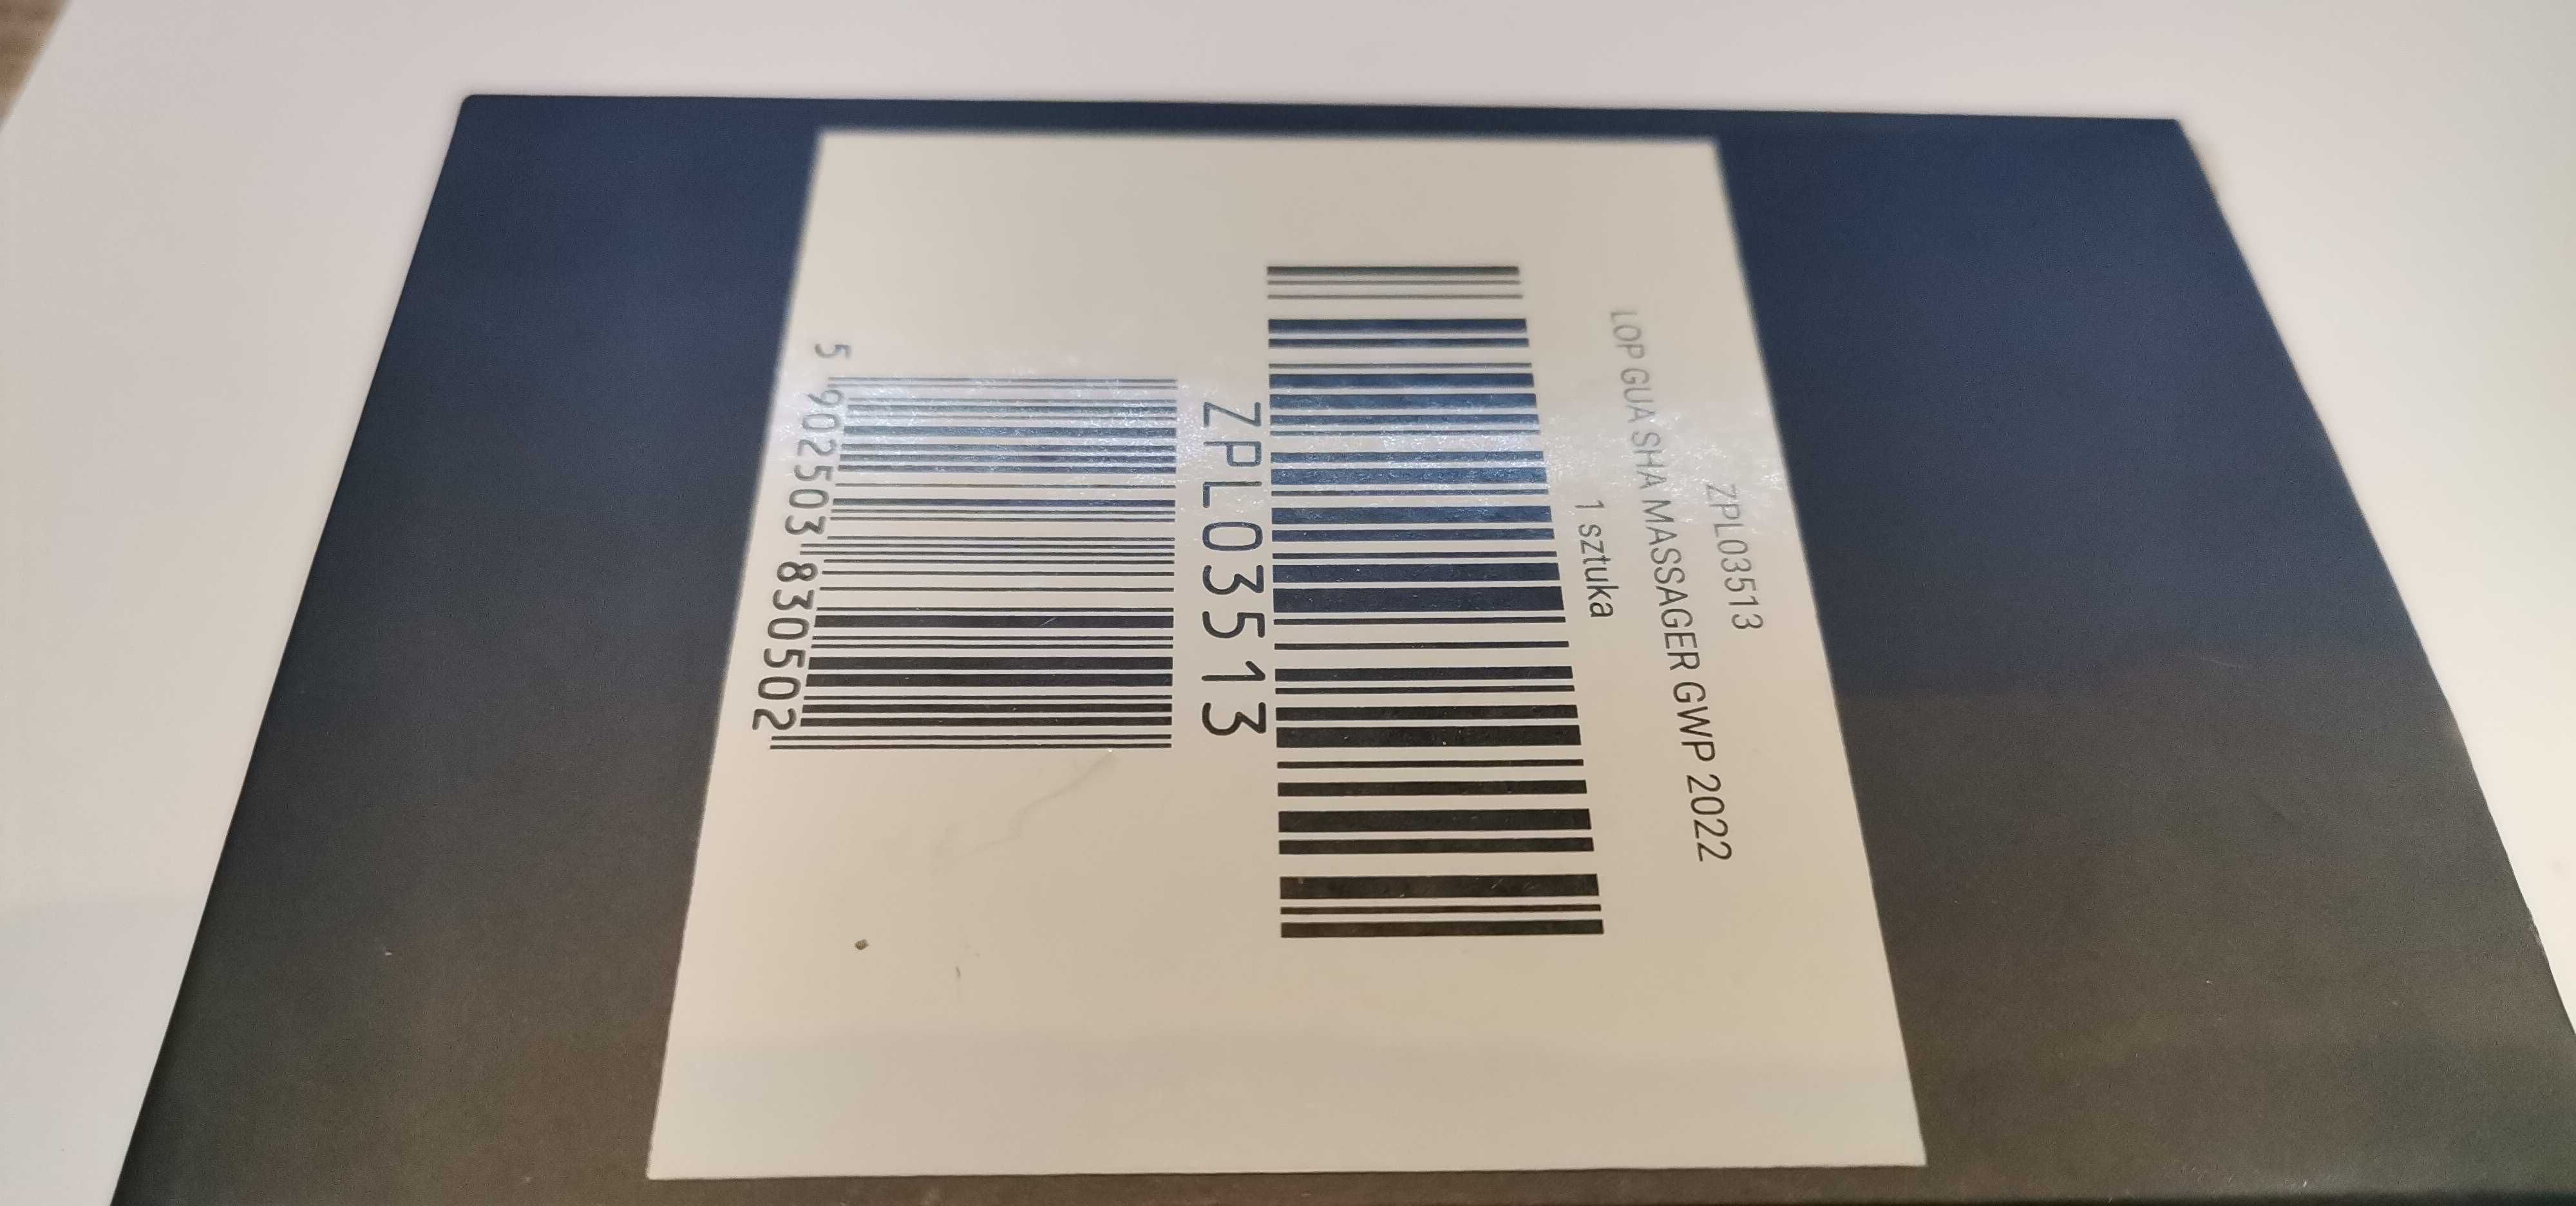 ZPL03513
LOP GUA SHA MASSAGER GWP 2022
1 sztuka
ZPL03513
5 902503 830502